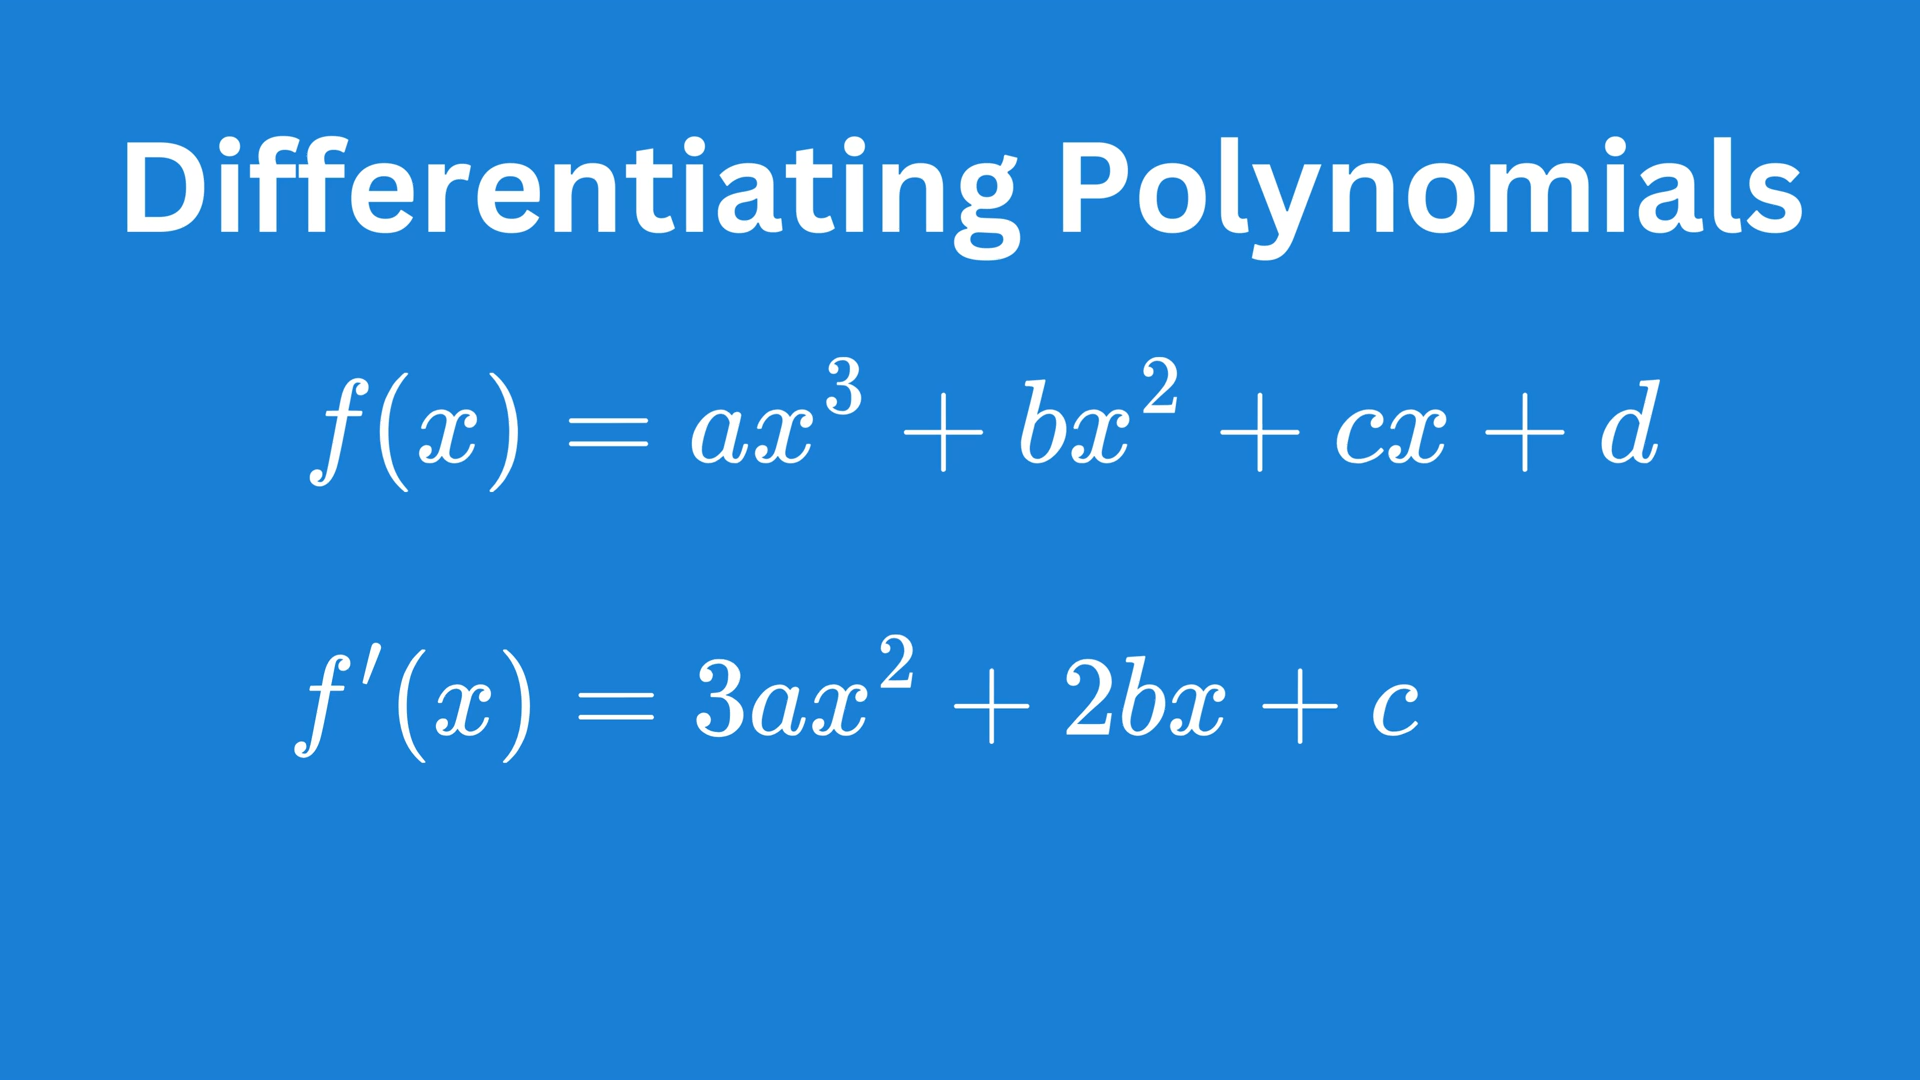 Differentiating Polynomials
f(x) = ax³ + bx² + cx + d
f′(x) = 3ax² + 2bx + c